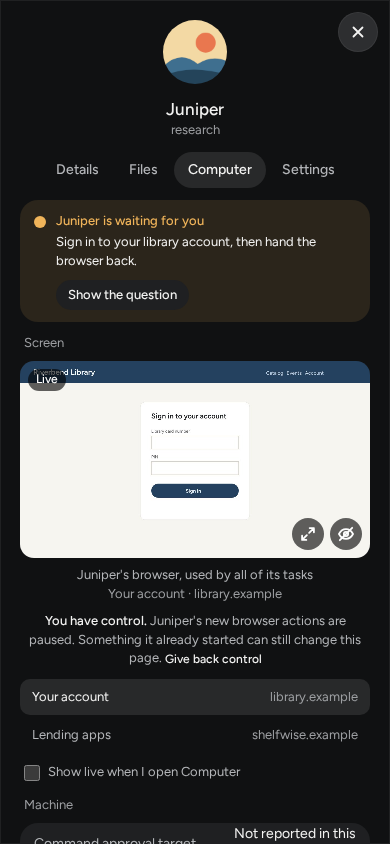 Juniper
research
Details Files Computer Settings
Juniper is waiting for you
Sign in to your library account, then hand the
browser back.
Show the question
Screen
Live
Library
Catalog Events Account
Sign in to your account
Library card number
PIN
Sign in
Juniper's browser, used by all of its tasks
Your account · library.example
You have control. Juniper's new browser actions are
paused. Something it already started can still change this
page. Give back control
Your account library.example
Lending apps shelfwise.example
Show live when I open Computer
Machine
Command approval target Not reported in this